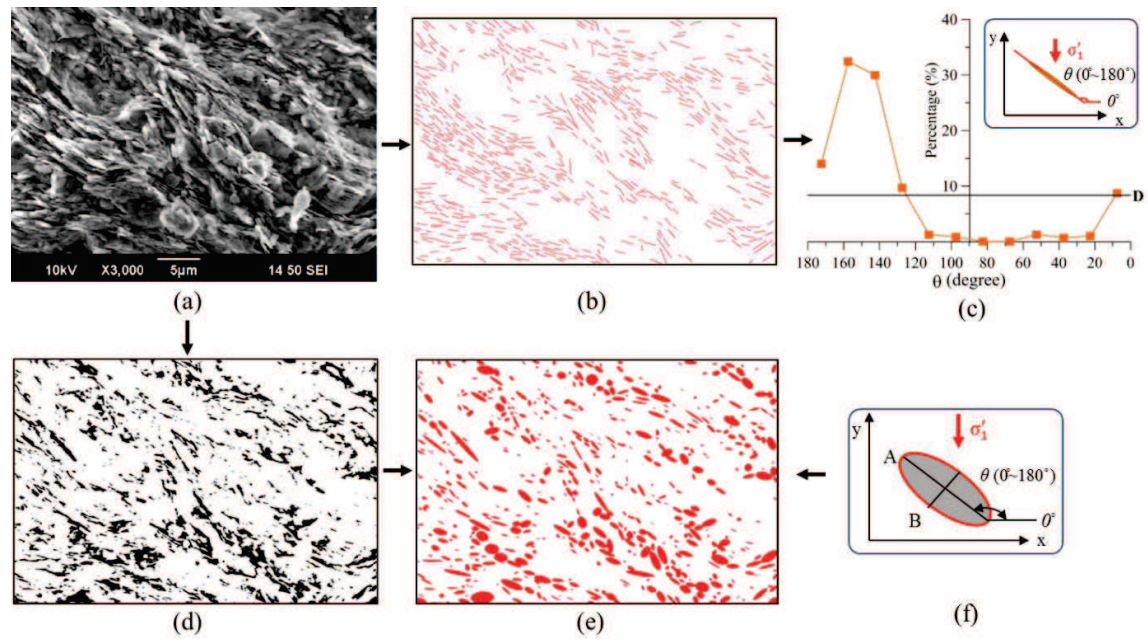 10kV X3,000 5μm 14 50 SEI
(a)
(b)
Percentage (%)
40
30
20
10
D
180 160 140 120 100 80 60 40 20 0
θ (degree)
y
σ′1
θ (0°~180°)
0°
x
(c)
(d)
(e)
y
σ′1
A
θ (0°~180°)
B
0°
x
(f)